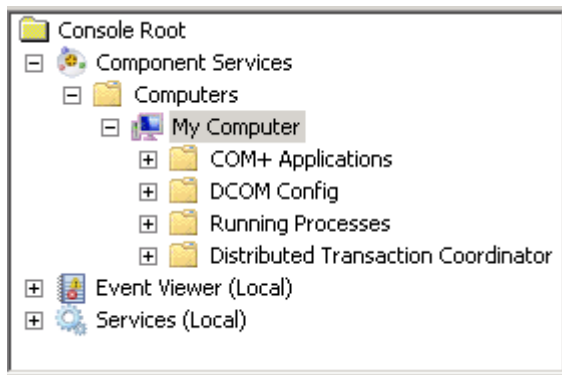 Console Root
Component Services
Computers
My Computer
COM+ Applications
DCOM Config
Running Processes
Distributed Transaction Coordinator
Event Viewer (Local)
Services (Local)